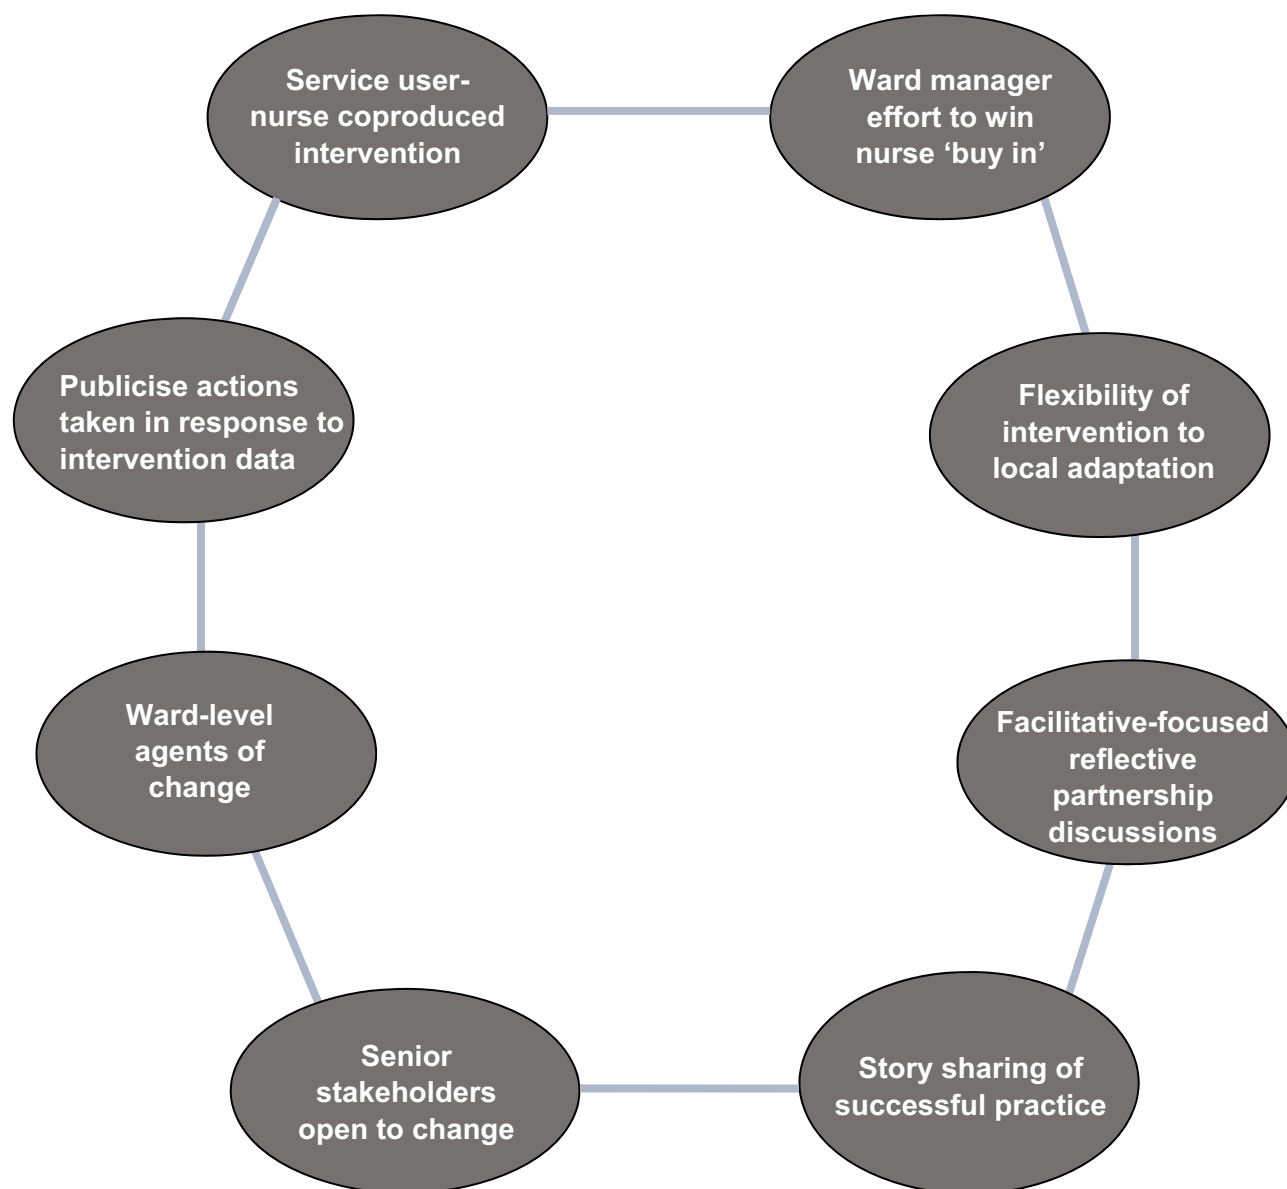 Service user-
nurse coproduced
intervention
Ward manager
effort to win
nurse ‘buy in’
Publicise actions
taken in response to
intervention data
Flexibility of
intervention to
local adaptation
Ward-level
agents of
change
Facilitative-focused
reflective
partnership
discussions
Senior
stakeholders
open to change
Story sharing of
successful practice